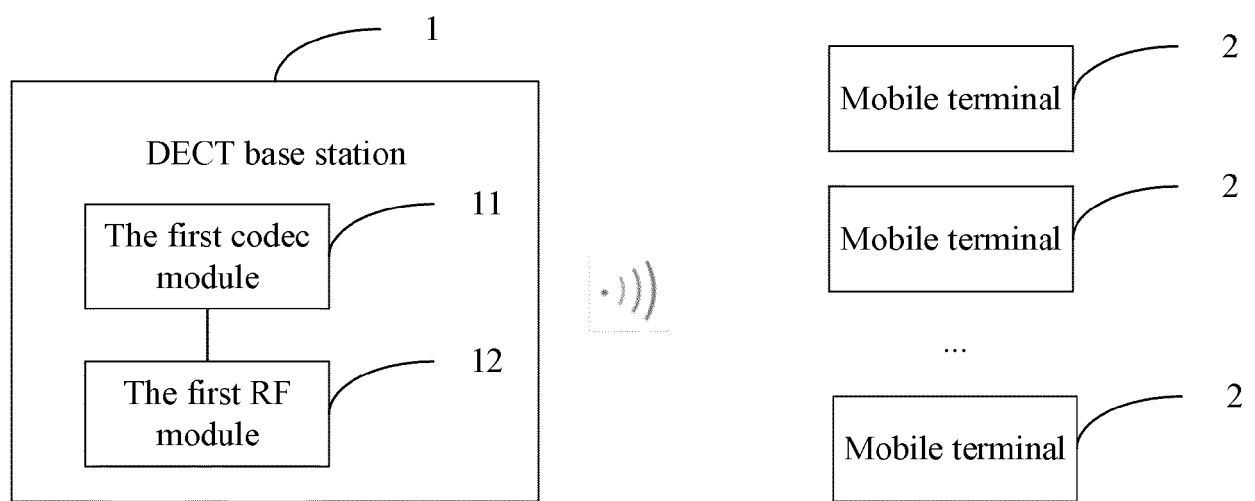 1
DECT base station
11
The first codec
module
12
The first RF
module
2
Mobile terminal
2
Mobile terminal
...
2
Mobile terminal